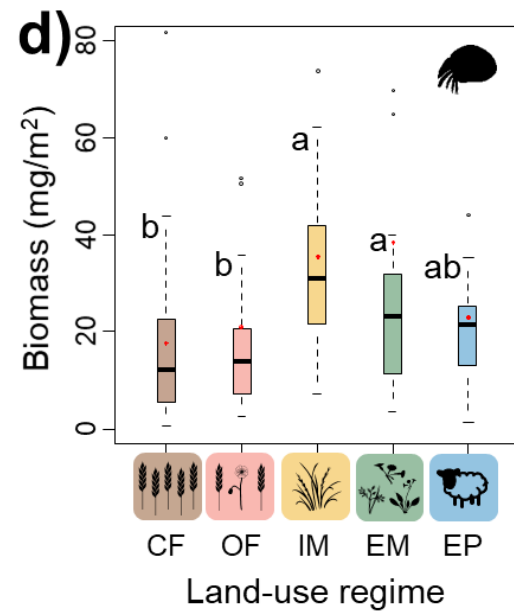 d)
Biomass (mg/m²)
80
60
40
20
0
b
b
a
a
ab
CF OF IM EM EP
Land-use regime